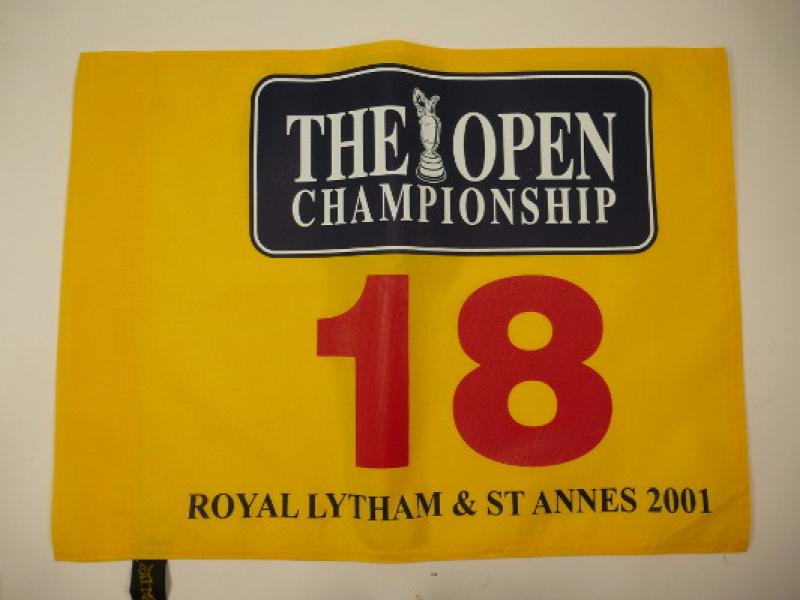 THE OPEN
CHAMPIONSHIP
18
ROYAL LYTHAM & ST ANNES 2001